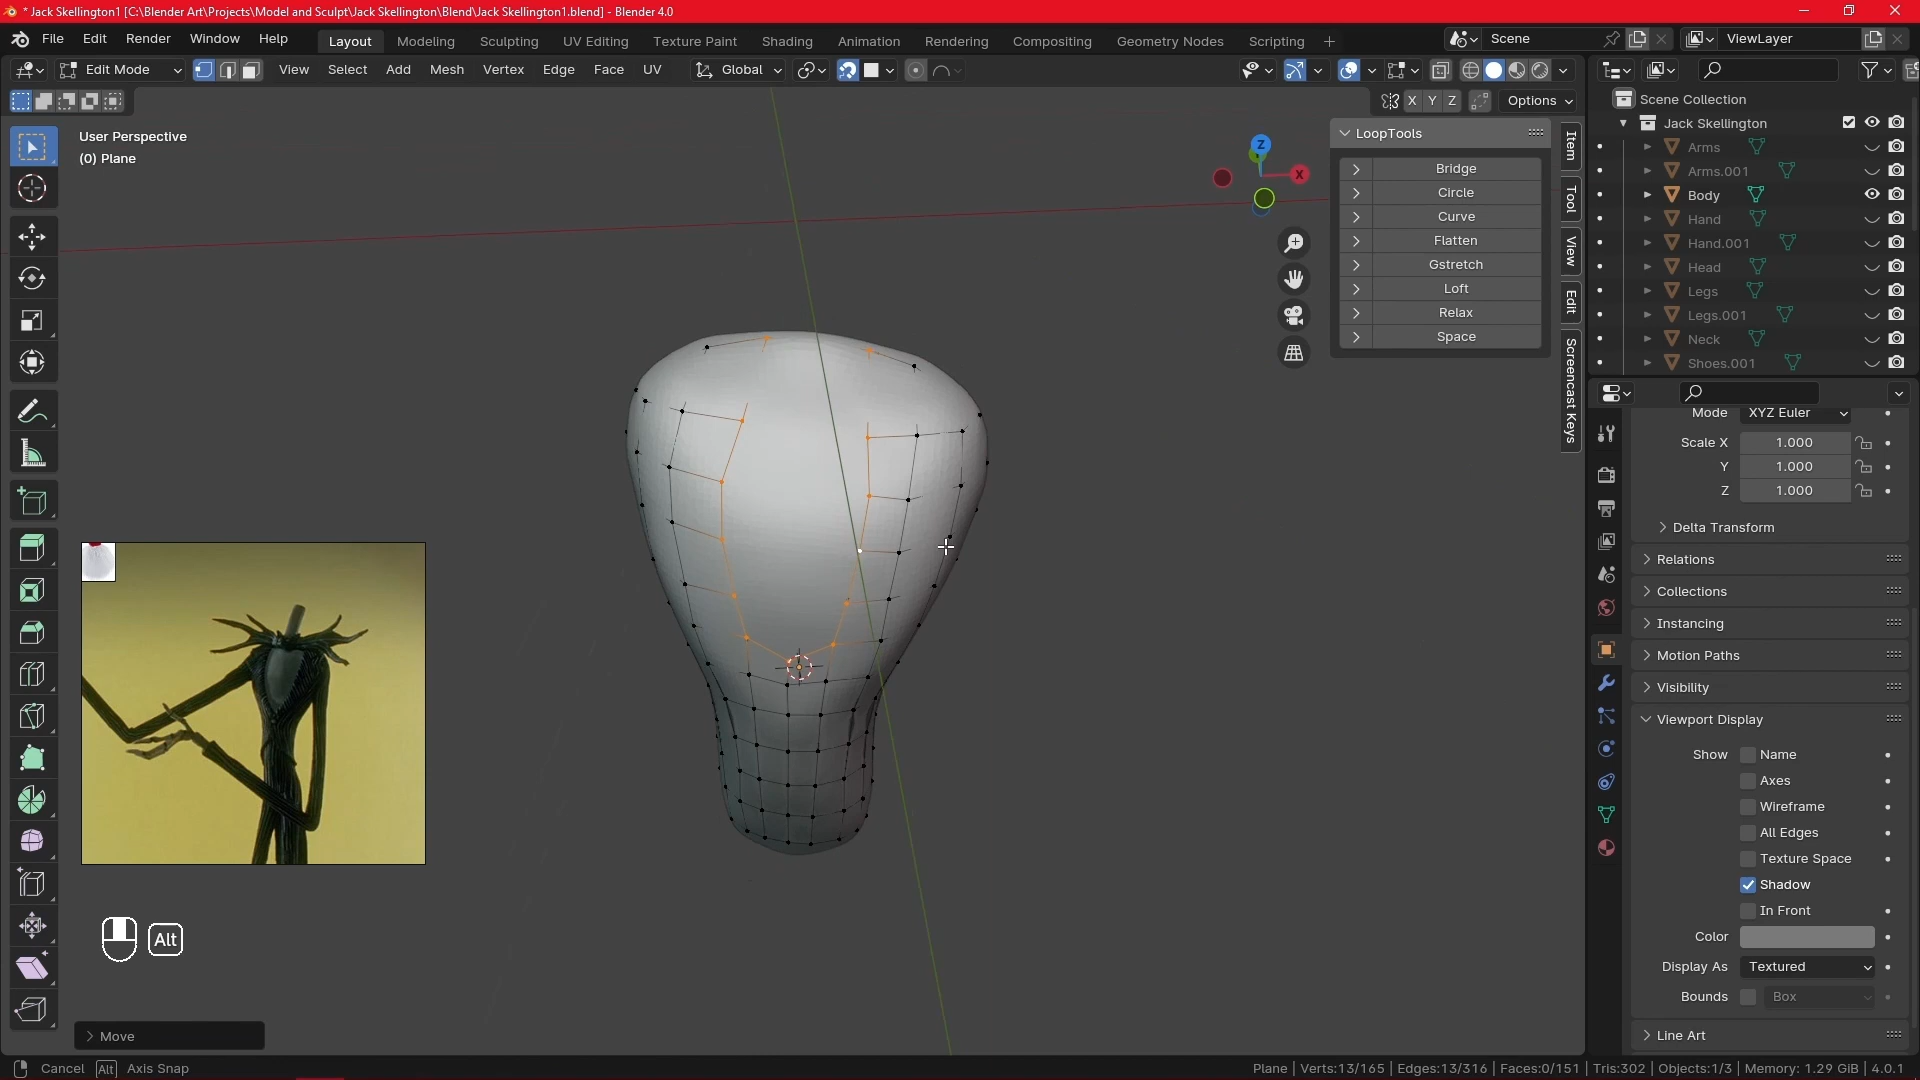 * Jack Skellington1 [C:\Blender Art\Projects\Model and Sculpt\Jack Skellington\Blend\Jack Skellington1.blend] - Blender 4.0
File Edit Render Window Help
Layout Modeling Sculpting UV Editing Texture Paint Shading Animation Rendering Compositing Geometry Nodes Scripting
Scene
ViewLayer
Edit Mode
View Select Add Mesh Vertex Edge Face UV
Global
X Y Z
Options
User Perspective
(0) Plane
LoopTools
Bridge
Circle
Curve
Flatten
Gstretch
Loft
Relax
Space
Item
Tool
View
Edit
Screencast Keys
Z
X
Scene Collection
Jack Skellington
Arms
Arms.001
Body
Hand
Hand.001
Head
Legs
Legs.001
Neck
Shoes.001
Mode XYZ Euler
Scale X 1.000
Y 1.000
Z 1.000
Delta Transform
Relations
Collections
Instancing
Motion Paths
Visibility
Viewport Display
Show Name
Axes
Wireframe
All Edges
Texture Space
Shadow
In Front
Color
Display As Textured
Bounds Box
Line Art
Alt
Move
Cancel Alt Axis Snap
Plane | Verts:13/165 | Edges:13/316 | Faces:0/151 | Tris:302 | Objects:1/3 | Memory: 1.29 GiB | 4.0.1